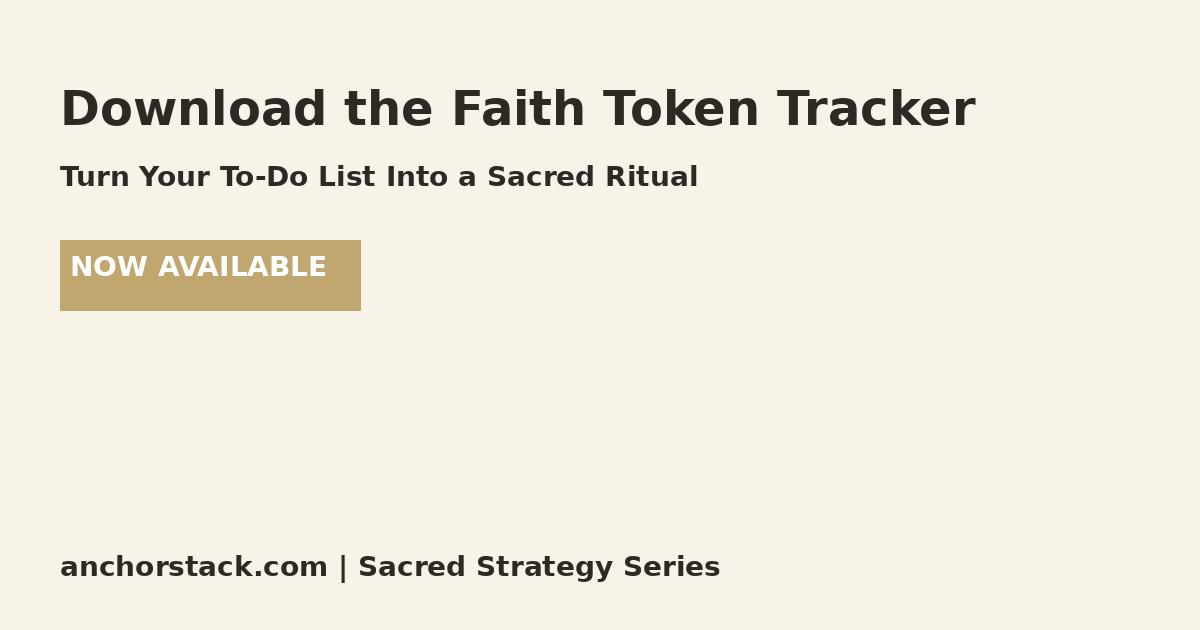 Download the Faith Token Tracker
Turn Your To-Do List Into a Sacred Ritual
NOW AVAILABLE
anchorstack.com | Sacred Strategy Series